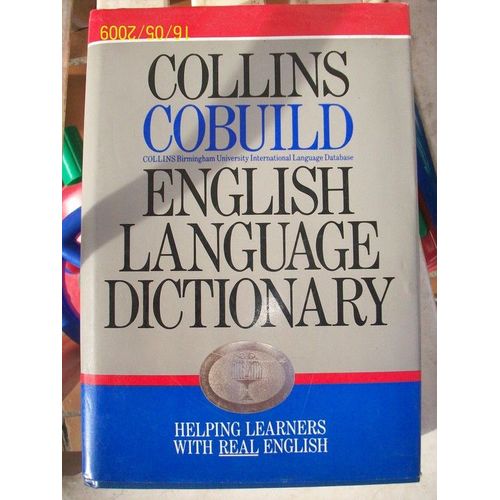 16/05/2009
COLLINS
COBUILD
COLLINS Birmingham University International Language Database
ENGLISH
LANGUAGE
DICTIONARY
HELPING LEARNERS
WITH REAL ENGLISH